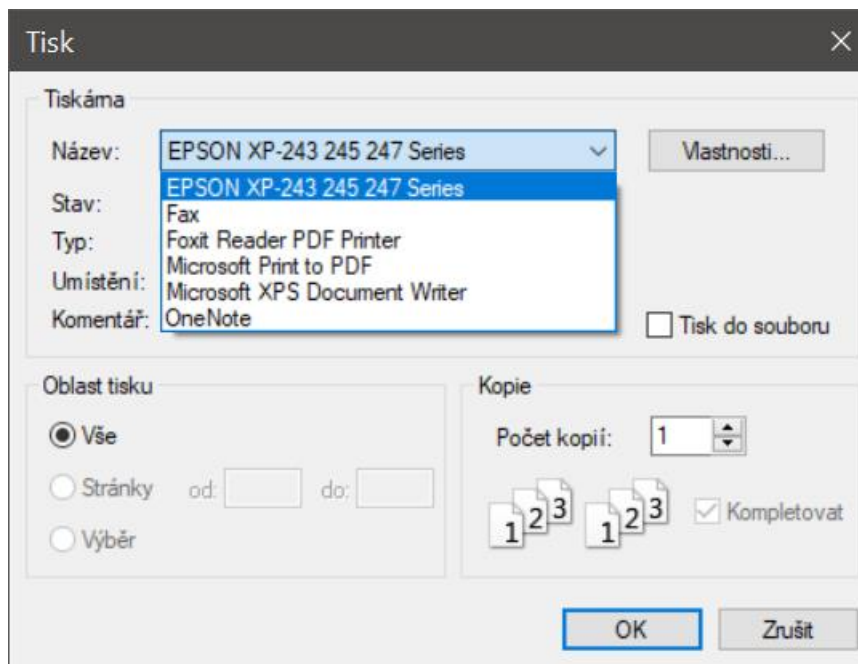 Tisk
Tiskárna
Název:
EPSON XP-243 245 247 Series
Vlastnosti...
EPSON XP-243 245 247 Series
Stav:
Fax
Typ:
Foxit Reader PDF Printer
Microsoft Print to PDF
Umístění:
Microsoft XPS Document Writer
Komentář:
OneNote
Tisk do souboru
Oblast tisku
Vše
Stránky od: do:
Výběr
Kopie
Počet kopií: 1
1 2 3 1 2 3
Kompletovat
OK
Zrušit